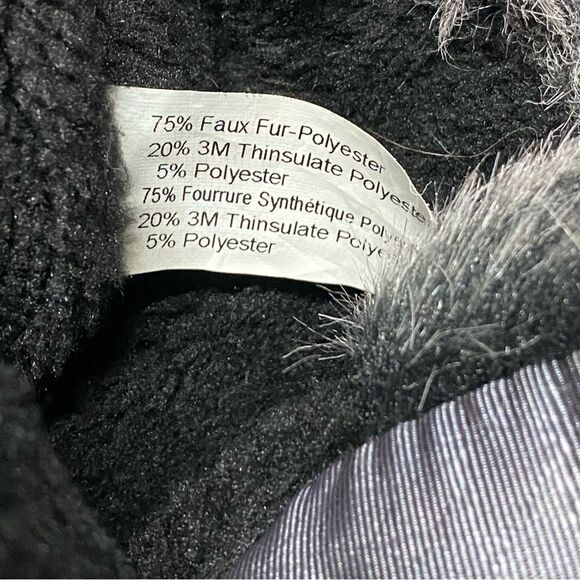 75% Faux Fur-Polyester
20% 3M Thinsulate Polyester
5% Polyester
75% Fourrure Synthétique
20% 3M Thinsulate
5% Polyester